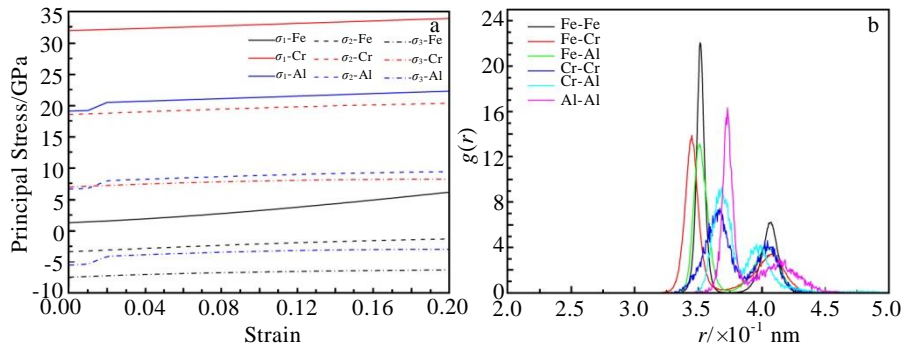 a
σ1-Fe σ2-Fe σ3-Fe
σ1-Cr σ2-Cr σ3-Cr
σ1-Al σ2-Al σ3-Al
Principal Stress/GPa
35
30
25
20
15
10
5
0
-5
-10
0.00 0.04 0.08 0.12 0.16 0.20
Strain
b
Fe-Fe
Fe-Cr
Fe-Al
Cr-Cr
Cr-Al
Al-Al
g(r)
24
20
16
12
8
4
0
2.0 2.5 3.0 3.5 4.0 4.5 5.0
r/×10⁻¹ nm